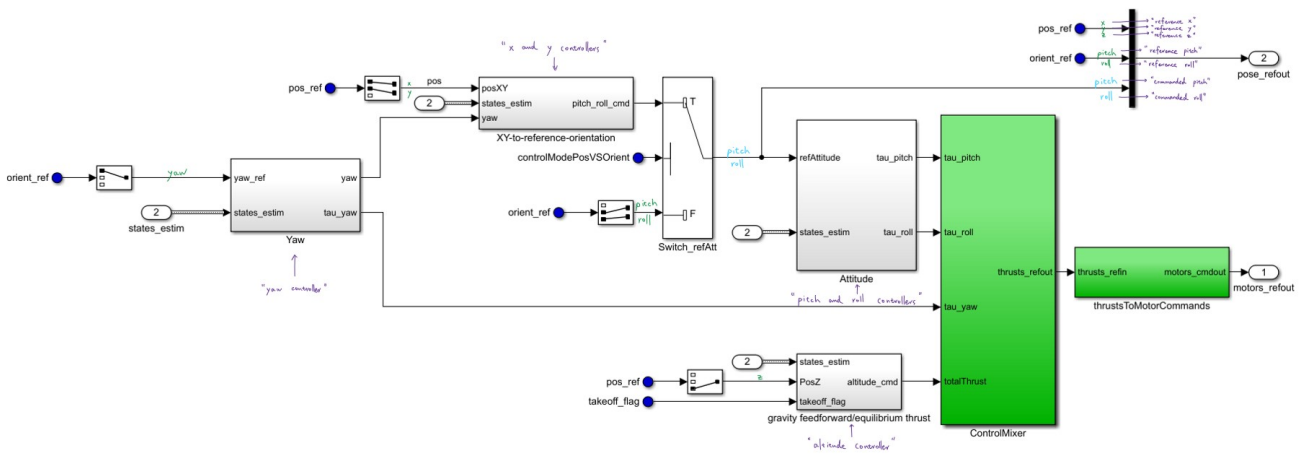 "x and y controllers"
pos_ref
x
y
pos
2
posXY
states_estim
yaw
pitch_roll_cmd
XY-to-reference-orientation
T
F
controlModePosVSOrient
orient_ref
pitch
roll
Switch_refAtt
orient_ref
yaw
2
states_estim
yaw_ref
states_estim
yaw
tau_yaw
Yaw
"yaw controller"
pitch
roll
refAttitude
2
states_estim
tau_pitch
tau_roll
Attitude
"pitch and roll controllers"
pos_ref
x
y
z
"reference x"
"reference y"
"reference z"
orient_ref
pitch
roll
"reference pitch"
"reference roll"
pitch
roll
"commanded pitch"
"commanded roll"
2
pose_refout
tau_pitch
tau_roll
tau_yaw
totalThrust
thrusts_refout
ControlMixer
thrusts_refin
motors_cmdout
thrustsToMotorCommands
1
motors_refout
2
pos_ref
z
takeoff_flag
states_estim
PosZ
takeoff_flag
altitude_cmd
gravity feedforward/equilibrium thrust
"altitude controller"